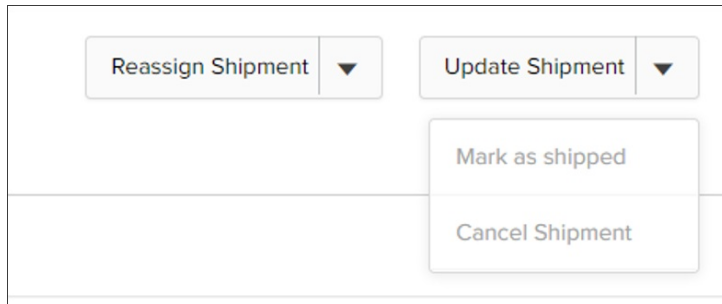 Reassign Shipment
Update Shipment
Mark as shipped
Cancel Shipment